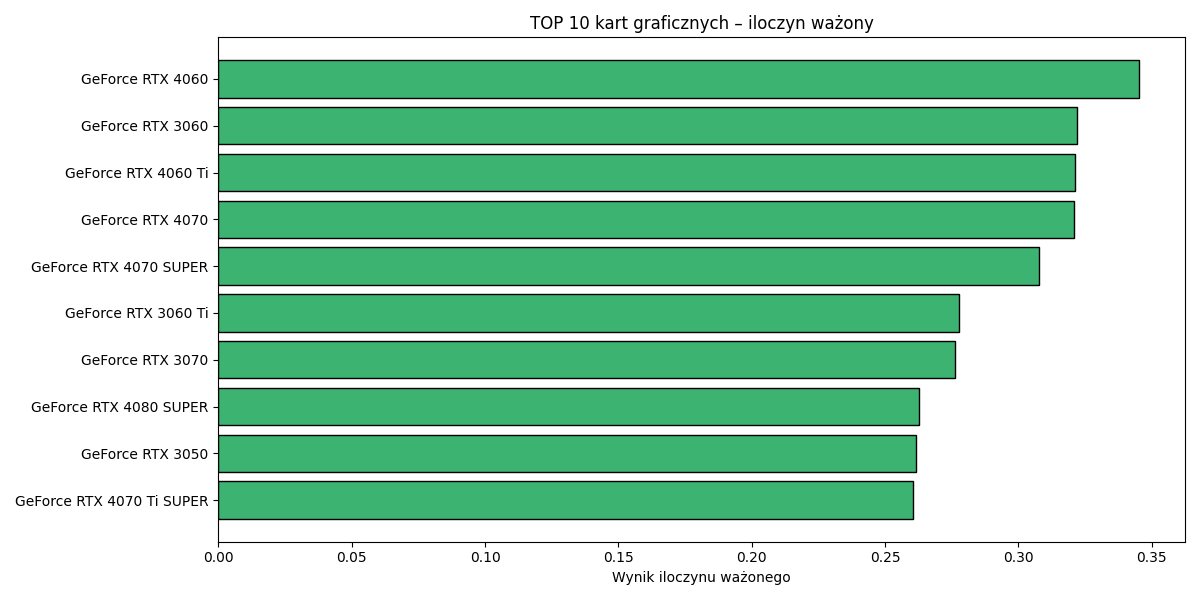 TOP 10 kart graficznych – iloczyn ważony
GeForce RTX 4060
GeForce RTX 3060
GeForce RTX 4060 Ti
GeForce RTX 4070
GeForce RTX 4070 SUPER
GeForce RTX 3060 Ti
GeForce RTX 3070
GeForce RTX 4080 SUPER
GeForce RTX 3050
GeForce RTX 4070 Ti SUPER
0.00 0.05 0.10 0.15 0.20 0.25 0.30 0.35
Wynik iloczynu ważonego